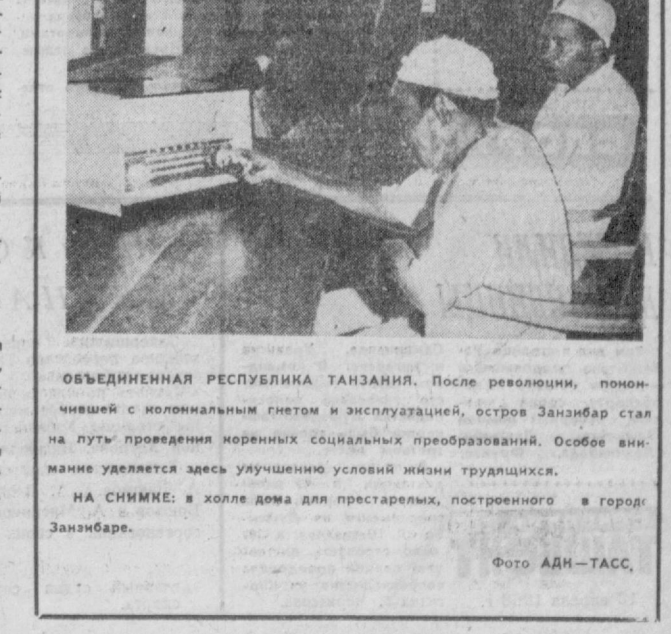 ОБЪЕДИНЕННАЯ РЕСПУБЛИКА ТАНЗАНИЯ. После революции, покон-
чившей с колониальным гнетом и эксплуатацией, остров Занзибар стал
на путь проведения коренных социальных преобразований. Особое вни-
мание уделяется здесь улучшению условий жизни трудящихся.
НА СНИМКЕ: в холле дома для престарелых, построенного в городе
Занзибаре.
Фото АДН—ТАСС.